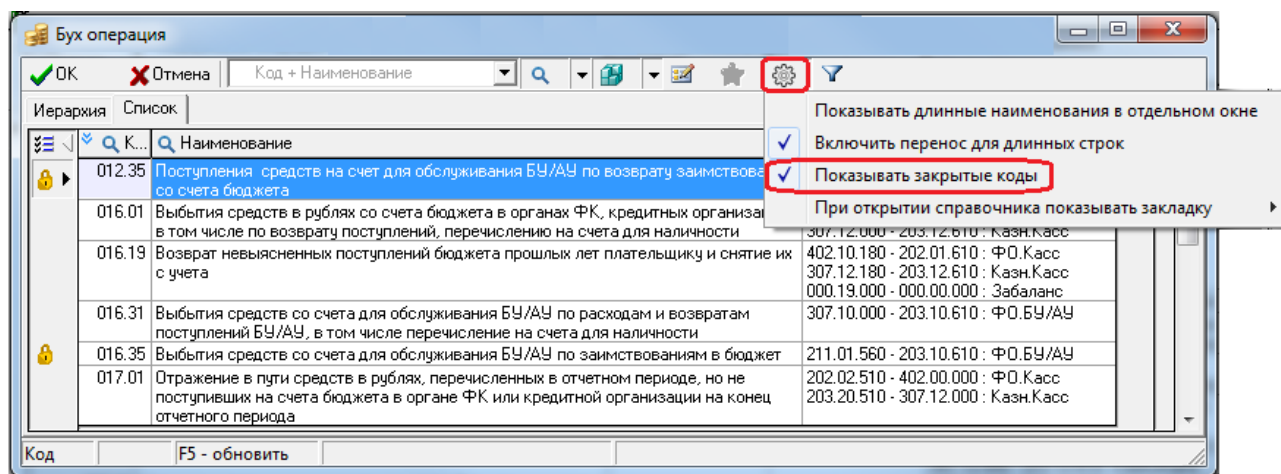 Бух операция
ОК Отмена Код + Наименование
Иерархия Список
К... Наименование
Показывать длинные наименования в отдельном окне
Включить перенос для длинных строк
Показывать закрытые коды
При открытии справочника показывать закладку
012.35 Поступления средств на счет для обслуживания БУ/АУ по возврату
со счета бюджета
016.01 Выбытия средств в рублях со счета бюджета в органах ФК, кредитных
в том числе по возврату поступлений, перечислению на счета для наличности
307.12.000 - 203.12.610 : Казн.Касс
016.19 Возврат невыясненных поступлений бюджета прошлых лет плательщику и снятие их
с учета
402.10.180 - 202.01.610 : ФО.Касс
307.12.180 - 203.12.610 : Казн.Касс
000.19.000 - 000.00.000 : Забаланс
016.31 Выбытия средств со счета для обслуживания БУ/АУ по расходам и возвратам
поступлений БУ/АУ, в том числе перечисление на счета для наличности
307.10.000 - 203.10.610 : ФО.БУ/АУ
016.35 Выбытия средств со счета для обслуживания БУ/АУ по заимствованиям в бюджет
211.01.560 - 203.10.610 : ФО.БУ/АУ
017.01 Отражение в пути средств в рублях, перечисленных в отчетном периоде, но не
поступивших на счета бюджета в органе ФК или кредитной организации на конец
отчетного периода
202.02.510 - 402.00.000 : ФО.Касс
203.20.510 - 307.12.000 : Казн.Касс
Код F5 - обновить